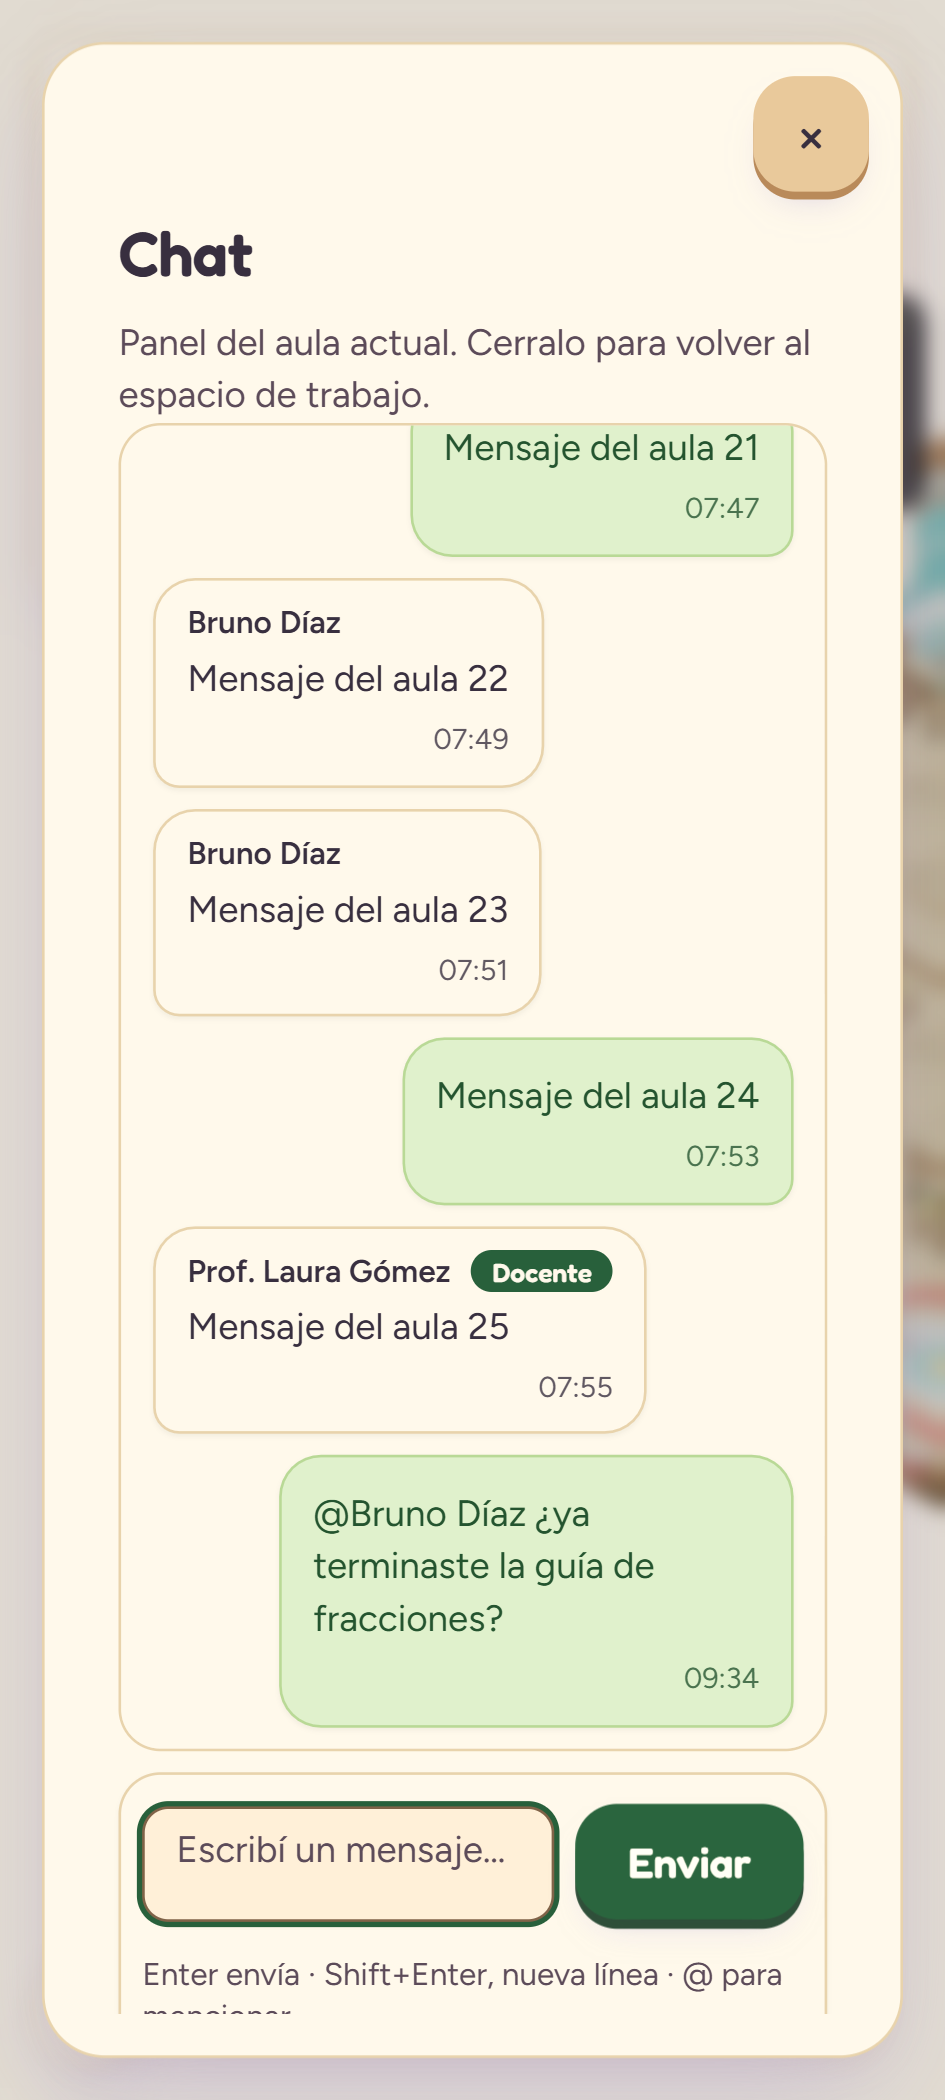 ×
Chat
Panel del aula actual. Cerralo para volver al
espacio de trabajo.
Mensaje del aula 21
07:47
Bruno Díaz
Mensaje del aula 22
07:49
Bruno Díaz
Mensaje del aula 23
07:51
Mensaje del aula 24
07:53
Prof. Laura Gómez Docente
Mensaje del aula 25
07:55
@Bruno Díaz ¿ya
terminaste la guía de
fracciones?
09:34
Escribí un mensaje...
Enviar
Enter envía · Shift+Enter, nueva línea · @ para
mencionar